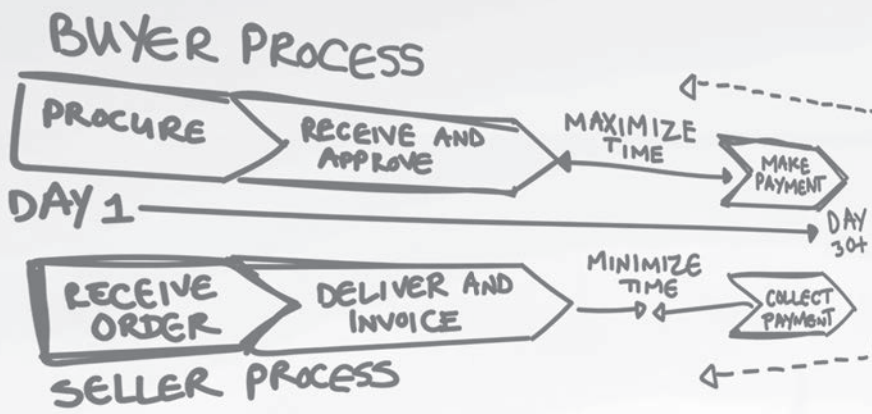 BUYER PROCESS
PROCURE
RECEIVE AND
APPROVE
MAXIMIZE
TIME
MAKE
PAYMENT
DAY 1
DAY
30+
RECEIVE
ORDER
DELIVER AND
INVOICE
MINIMIZE
TIME
COLLECT
PAYMENT
SELLER PROCESS